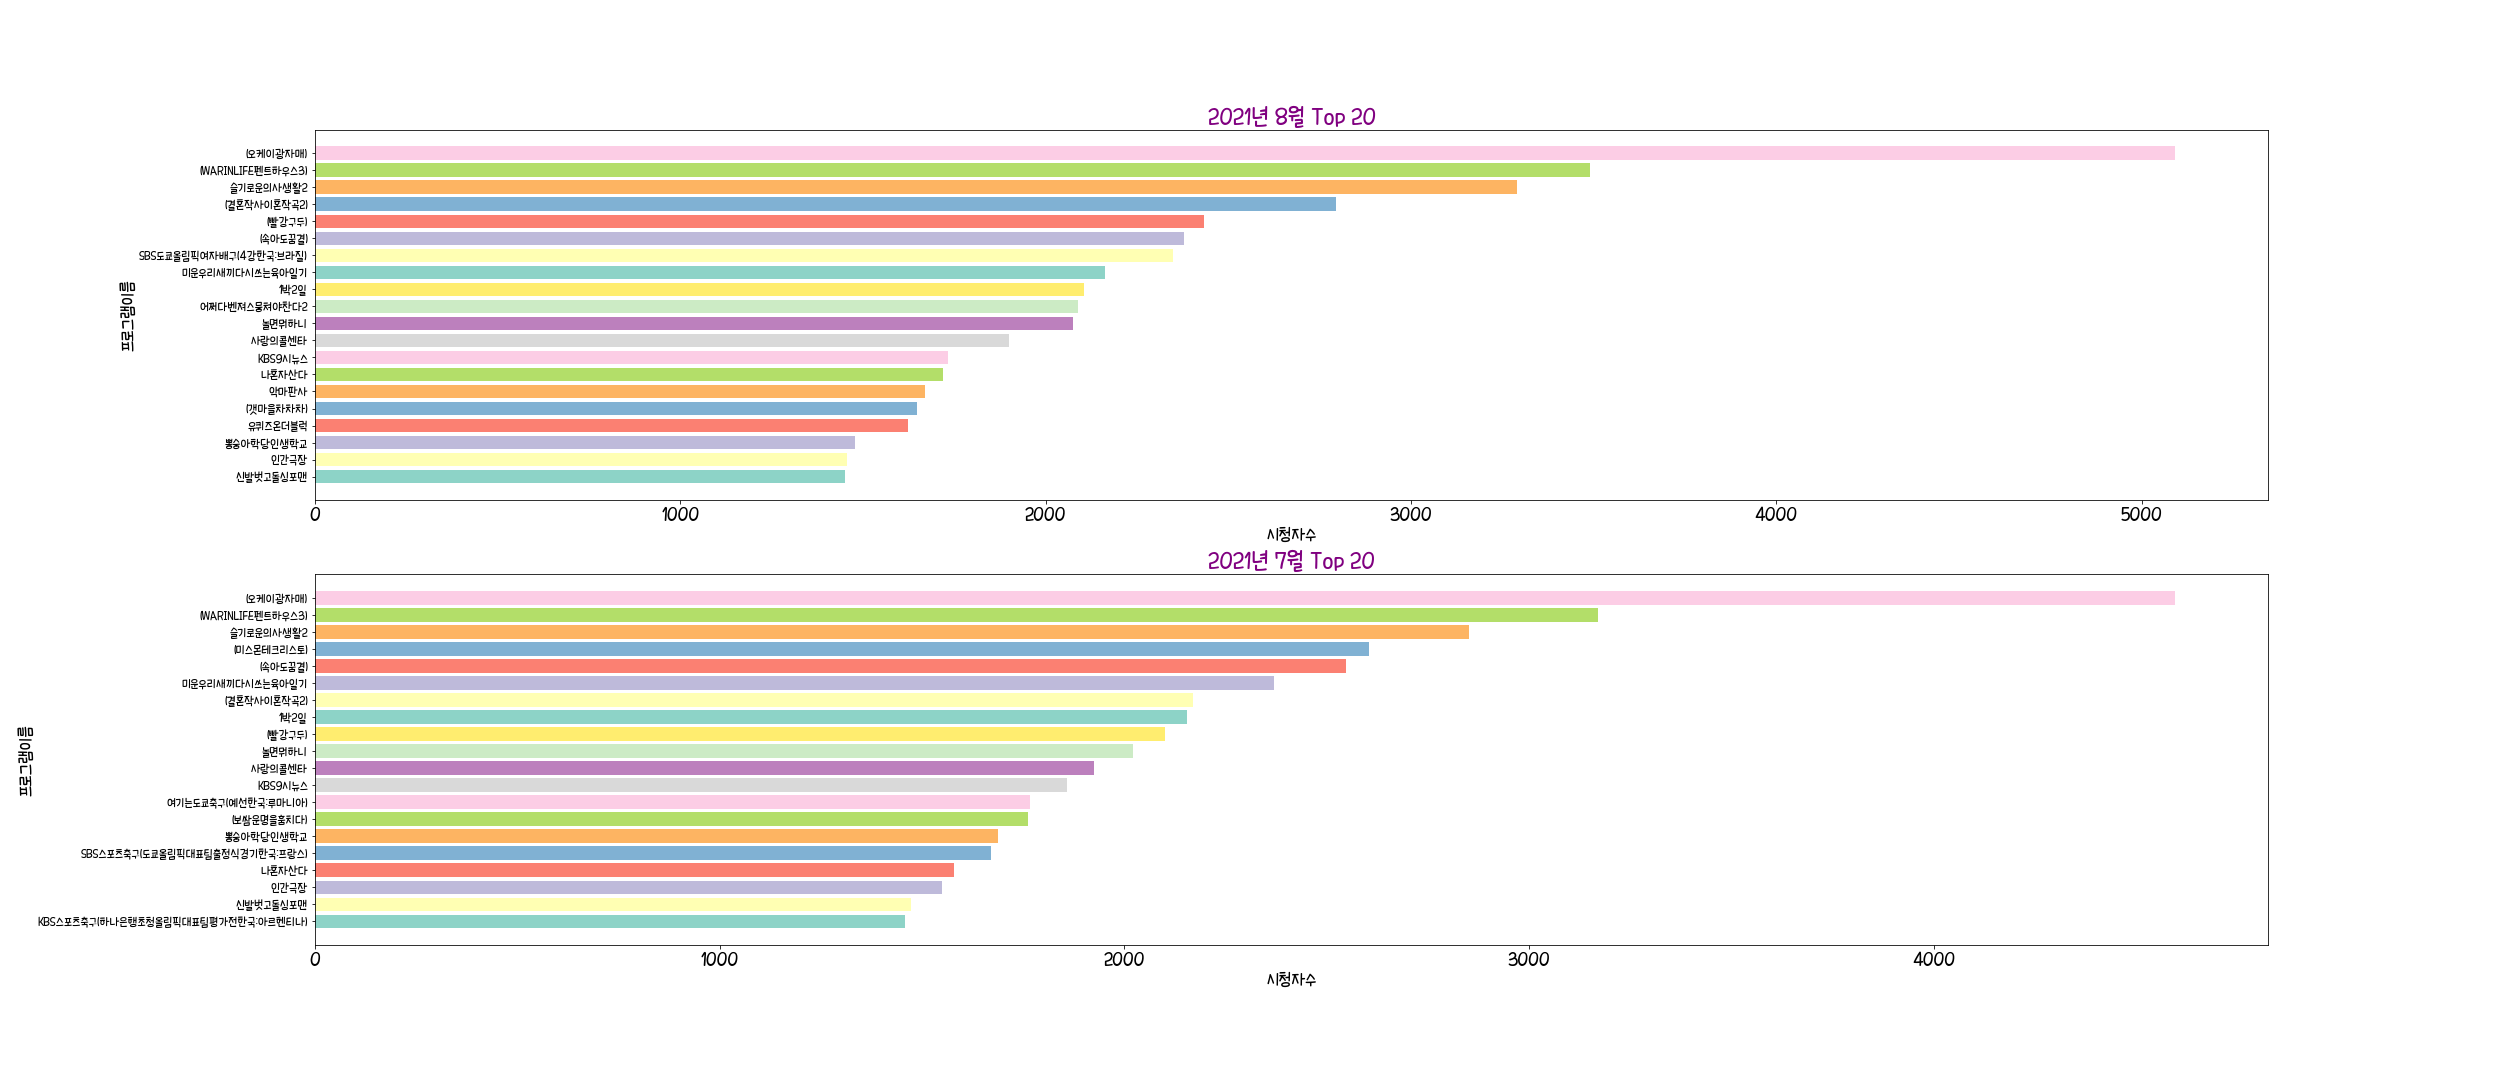 2021년 8월 Top 20
프로그램이름
(오케이광자매)
(WARINLIFE펜트하우스3)
슬기로운의사생활2
(결혼작사이혼작곡2)
(빨강구두)
(속아도꿈결)
SBS도쿄올림픽여자배구(4강한국:브라질)
미운우리새끼다시쓰는육아일기
1박2일
어쩌다벤져스뭉쳐야찬다2
놀면뭐하니
사랑의콜센타
KBS9시뉴스
나혼자산다
악마판사
(갯마을차차차)
유퀴즈온더블럭
뽕숭아학당인생학교
인간극장
신발벗고돌싱포맨
0 1000 2000 3000 4000 5000
시청자수
2021년 7월 Top 20
프로그램이름
(오케이광자매)
(WARINLIFE펜트하우스3)
슬기로운의사생활2
(미스몬테크리스토)
(속아도꿈결)
미운우리새끼다시쓰는육아일기
(결혼작사이혼작곡2)
1박2일
(빨강구두)
놀면뭐하니
사랑의콜센타
KBS9시뉴스
여기는도쿄축구(예선한국:루마니아)
(보쌈운명을훔치다)
뽕숭아학당인생학교
SBS스포츠축구(도쿄올림픽대표팀출정식경기한국:프랑스)
나혼자산다
인간극장
신발벗고돌싱포맨
KBS스포츠축구(하나은행초청올림픽대표팀평가전한국:아르헨티나)
0 1000 2000 3000 4000
시청자수